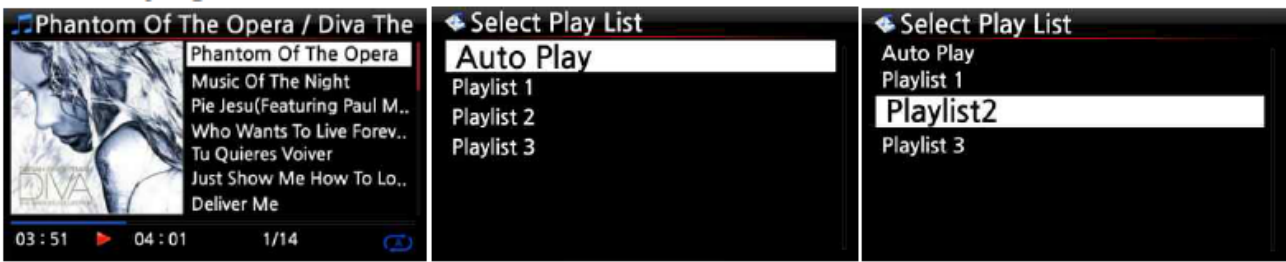 Phantom Of The Opera / Diva The
Phantom Of The Opera
Music Of The Night
Pie Jesu(Featuring Paul M..
Who Wants To Live Forev..
Tu Quieres Voiver
Just Show Me How To Lo..
Deliver Me
DIVA
03:51 04:01 1/14
Select Play List
Auto Play
Playlist 1
Playlist 2
Playlist 3
Select Play List
Auto Play
Playlist 1
Playlist2
Playlist 3